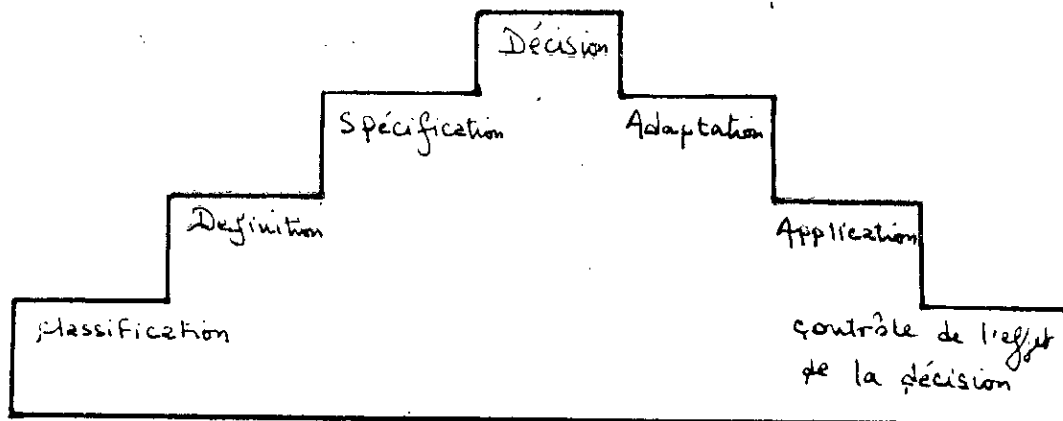 Décision
Spécification
Adaptation
Definition
Application
Classification
contrôle de l'effet
de la décision